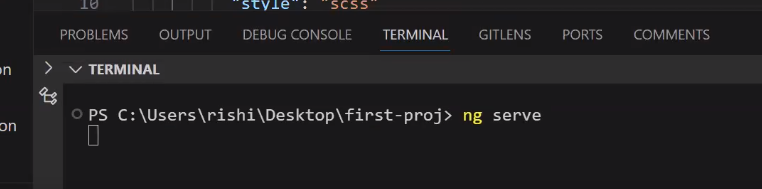 10 "style": "scss"
PROBLEMS OUTPUT DEBUG CONSOLE TERMINAL GITLENS PORTS COMMENTS
on
TERMINAL
PS C:\Users\rishi\Desktop\first-proj> ng serve
on